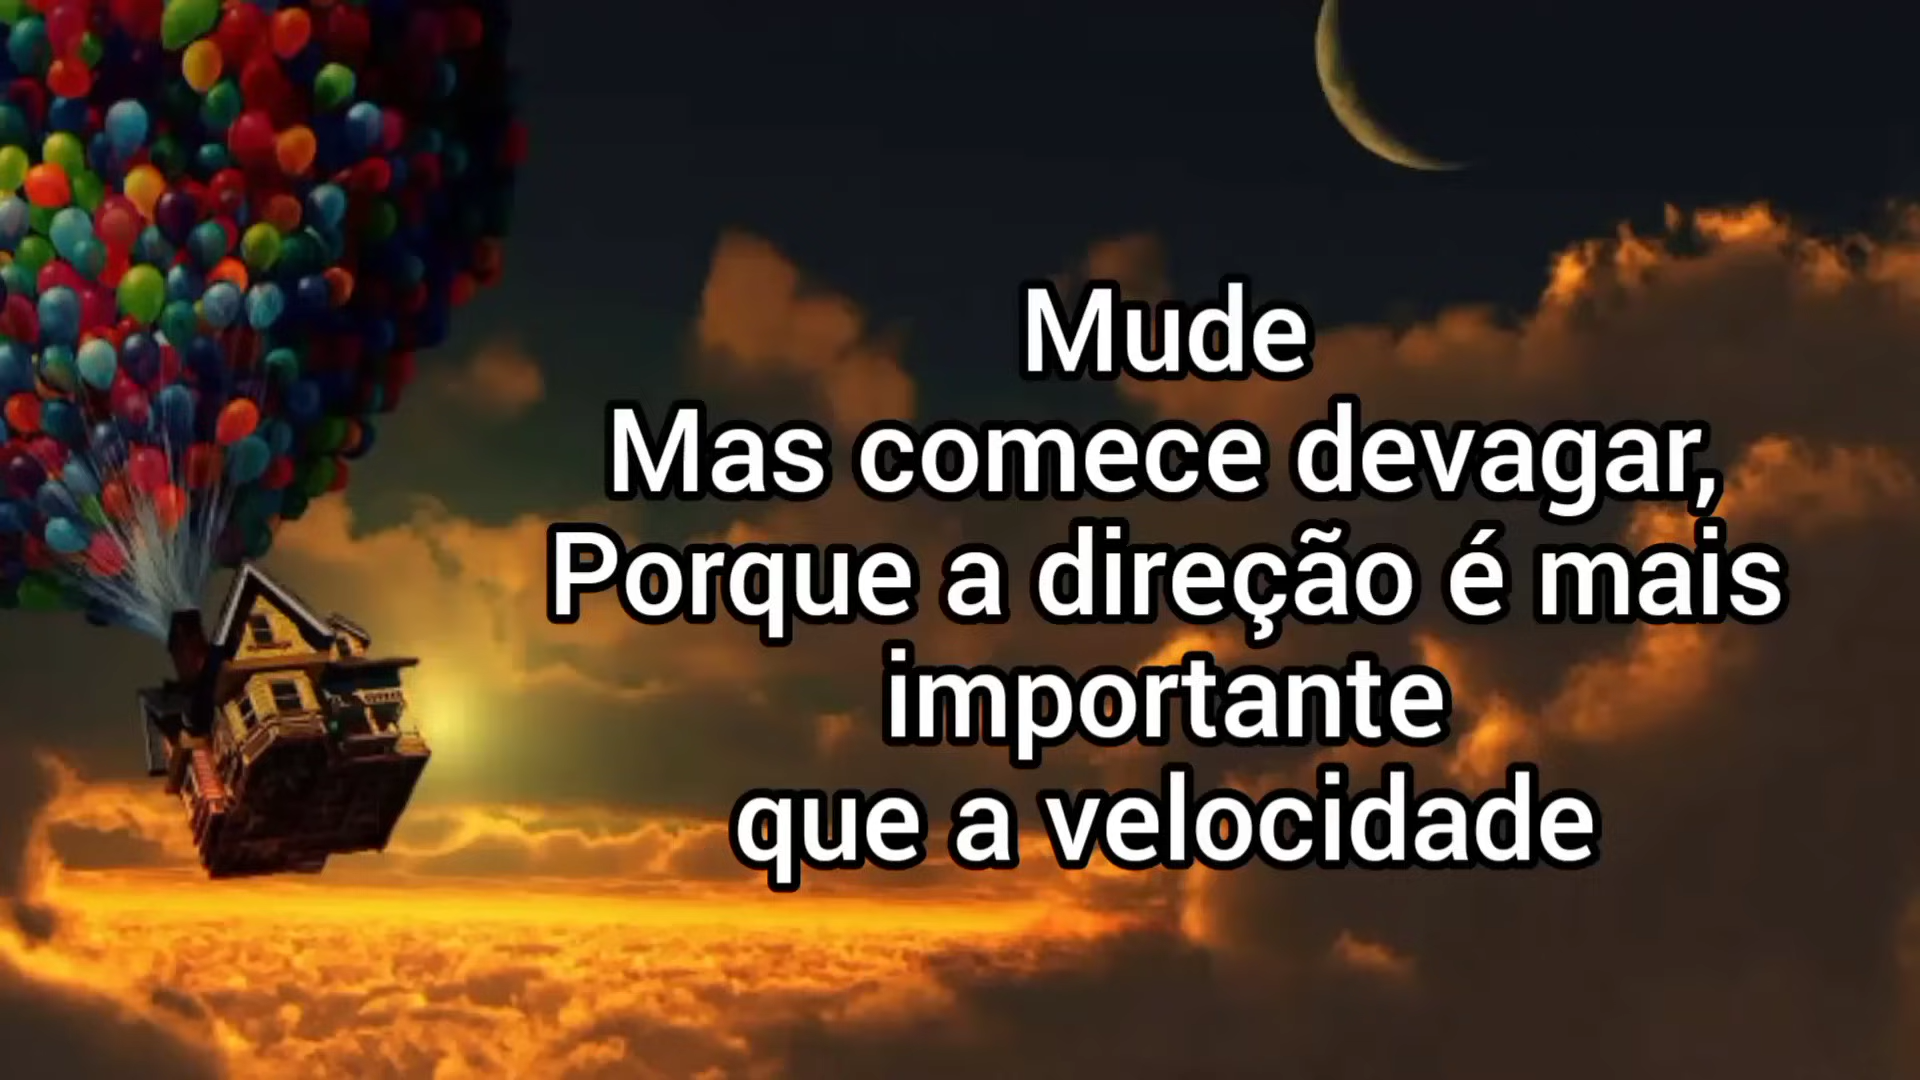 Mude
Mas comece devagar,
Porque a direção é mais
importante
que a velocidade